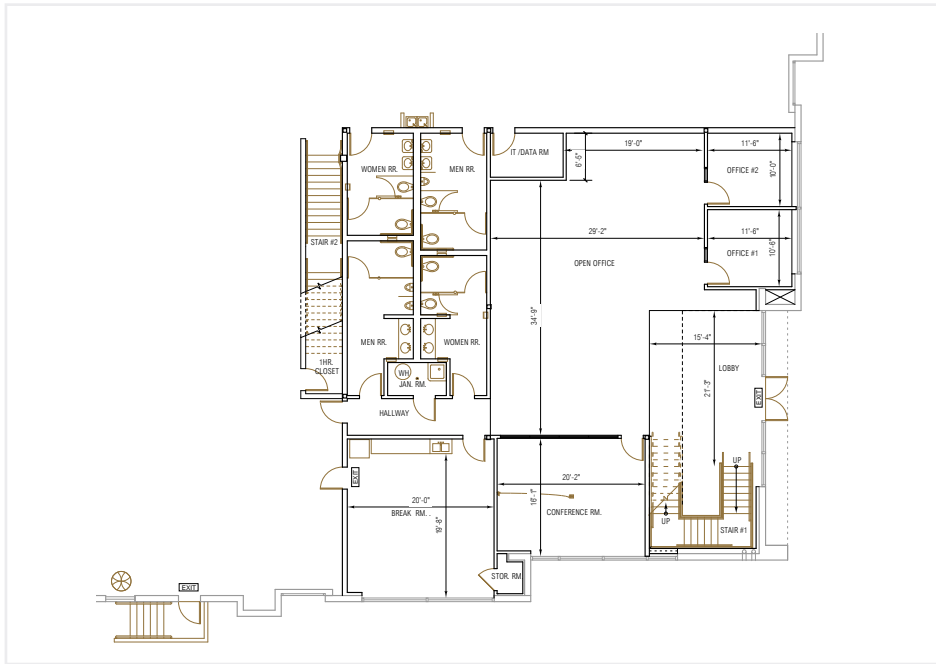 WOMEN RR.
MEN RR.
IT /DATA RM
6'-6"
19'-0"
11'-6"
OFFICE #2
10'-0"
11'-6"
OFFICE #1
10'-6"
STAIR #2
29'-2"
OPEN OFFICE
34'-9"
15'-4"
LOBBY
21'-3"
EXIT
MEN RR.
WOMEN RR.
1HR.
CLOSET
WH
JAN. RM.
HALLWAY
EXIT
20'-0"
BREAK RM. .
19'-8"
20'-2"
16'-1"
CONFERENCE RM.
UP
UP
STAIR #1
STOR. RM.
EXIT